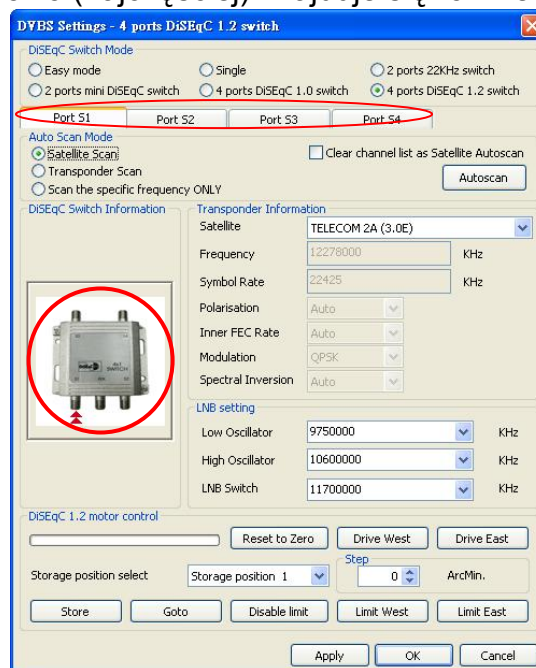 DVBS Settings - 4 ports DiSEqC 1.2 switch
DiSEqC Switch Mode
Easy mode
Single
2 ports 22KHz switch
2 ports mini DiSEqC switch
4 ports DiSEqC 1.0 switch
4 ports DiSEqC 1.2 switch
Port S1
Port S2
Port S3
Port S4
Auto Scan Mode
Satellite Scan
Clear channel list as Satellite Autoscan
Transponder Scan
Autoscan
Scan the specific frequency ONLY
DiSEqC Switch Information
Transponder Information
Satellite
TELECOM 2A (3.0E)
Frequency
12278000
KHz
Symbol Rate
22425
KHz
Polarisation
Auto
Inner FEC Rate
Auto
Modulation
QPSK
Spectral Inversion
Auto
LNB setting
Low Oscillator
9750000
KHz
High Oscillator
10600000
KHz
LNB Switch
11700000
KHz
DiSEqC 1.2 motor control
Reset to Zero
Drive West
Drive East
Storage position select
Storage position 1
Step
0
ArcMin.
Store
Goto
Disable limit
Limit West
Limit East
Apply
OK
Cancel